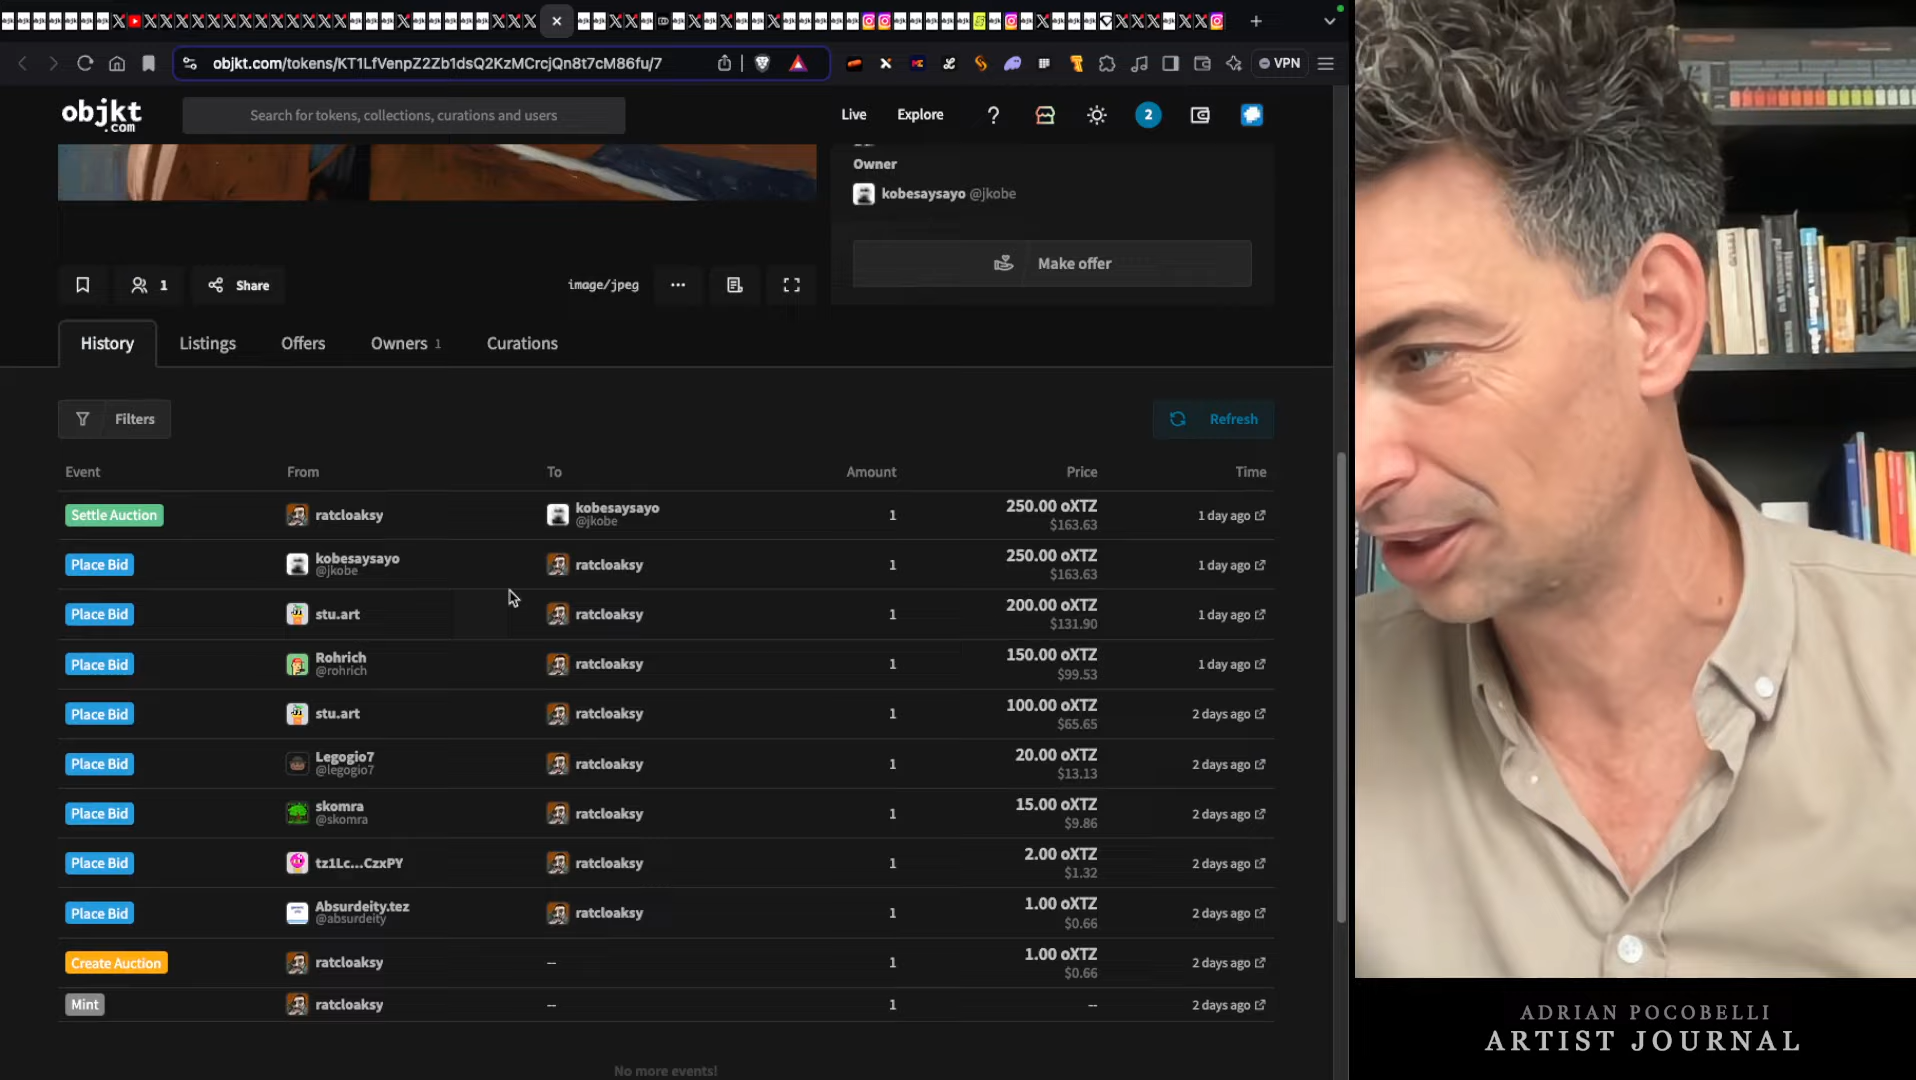 objkt.com/tokens/KT1LfVenpZ2Zb1dsQ2KzMCrcjQn8t7cM86fu/7
VPN
objkt
.com
Search for tokens, collections, curations and users
Live
Explore
?
2
Owner
kobesaysayo @jkobe
Make offer
1
Share
image/jpeg
History
Listings
Offers
Owners 1
Curations
Filters
Refresh
Event From To Amount Price Time
Settle Auction ratcloaksy kobesaysayo 1 250.00 oXTZ 1 day ago
@jkobe $163.63
Place Bid kobesaysayo ratcloaksy 1 250.00 oXTZ 1 day ago
@jkobe $163.63
Place Bid stu.art ratcloaksy 1 200.00 oXTZ 1 day ago
$131.90
Place Bid Rohrich ratcloaksy 1 150.00 oXTZ 1 day ago
@rohrich $99.53
Place Bid stu.art ratcloaksy 1 100.00 oXTZ 2 days ago
$65.65
Place Bid Legogio7 ratcloaksy 1 20.00 oXTZ 2 days ago
@legogio7 $13.13
Place Bid skomra ratcloaksy 1 15.00 oXTZ 2 days ago
@skomra $9.86
Place Bid tz1Lc...CzxPY ratcloaksy 1 2.00 oXTZ 2 days ago
$1.32
Place Bid Absurdeity.tez ratcloaksy 1 1.00 oXTZ 2 days ago
@absurdeity $0.66
Create Auction ratcloaksy -- 1 1.00 oXTZ 2 days ago
$0.66
Mint ratcloaksy -- 1 -- 2 days ago
No more events!
ADRIAN POCOBELLI
ARTIST JOURNAL